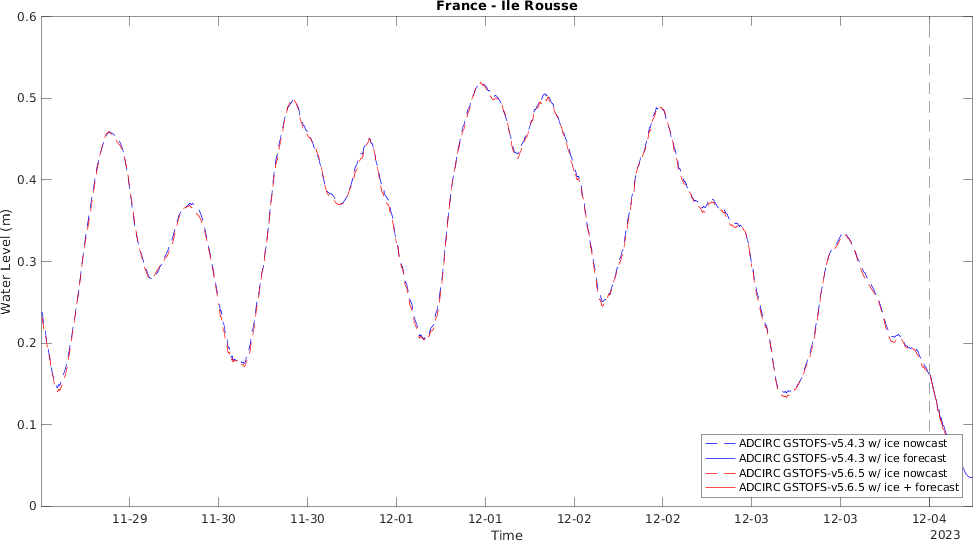 France - Ile Rousse
Water Level (m)
0.6
0.5
0.4
0.3
0.2
0.1
0
ADCIRC GSTOFS-v5.4.3 w/ ice nowcast
ADCIRC GSTOFS-v5.4.3 w/ ice forecast
ADCIRC GSTOFS-v5.6.5 w/ ice nowcast
ADCIRC GSTOFS-v5.6.5 w/ ice + forecast
11-29 11-30 11-30 12-01 12-01 12-02 12-02 12-03 12-03 12-04
Time
2023